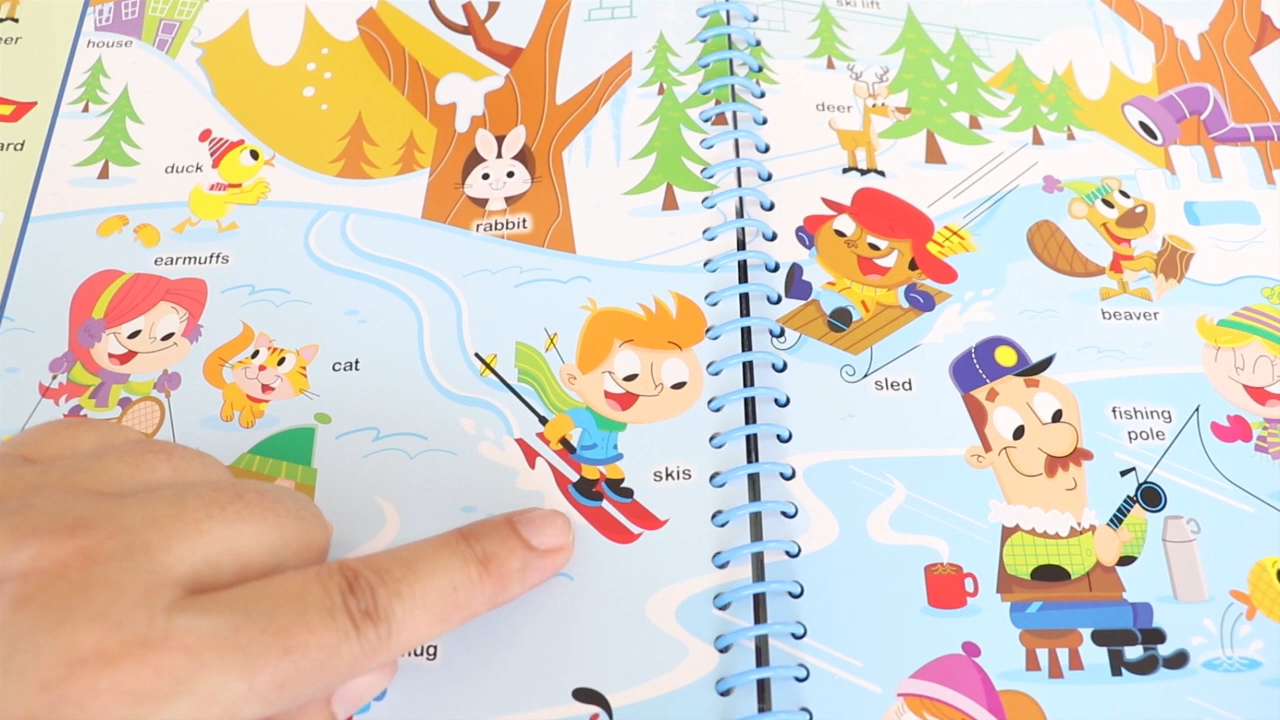 house
duck
earmuffs
rabbit
cat
skis
ski lift
deer
sled
beaver
fishing
pole